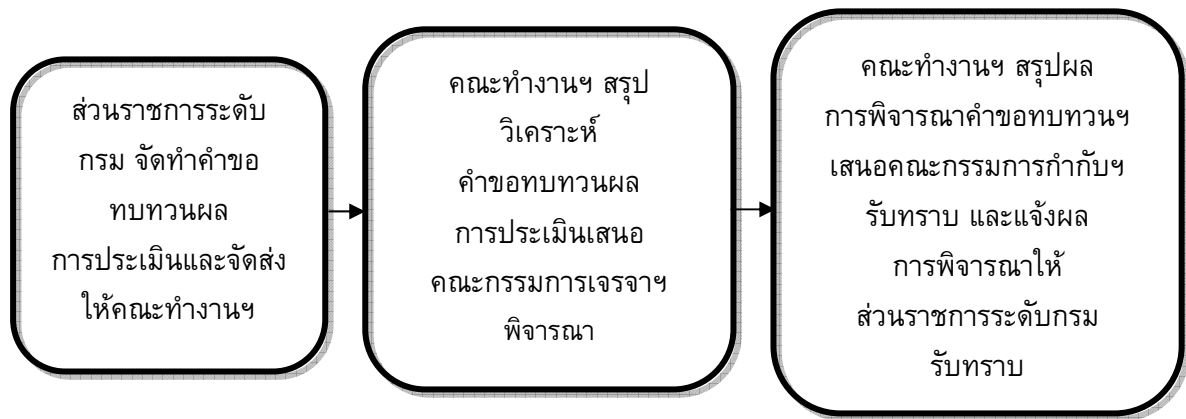 ส่วนราชการระดับ
กรม จัดทำคำขอ
ทบทวนผล
การประเมินและจัดส่ง
ให้คณะทำงานฯ
คณะทำงานฯ สรุป
วิเคราะห์
คำขอทบทวนผล
การประเมินเสนอ
คณะกรรมการเจรจาฯ
พิจารณา
คณะทำงานฯ สรุปผล
การพิจารณาคำขอทบทวนฯ
เสนอคณะกรรมการกำกับฯ
รับทราบ และแจ้งผล
การพิจารณาให้
ส่วนราชการระดับกรม
รับทราบ